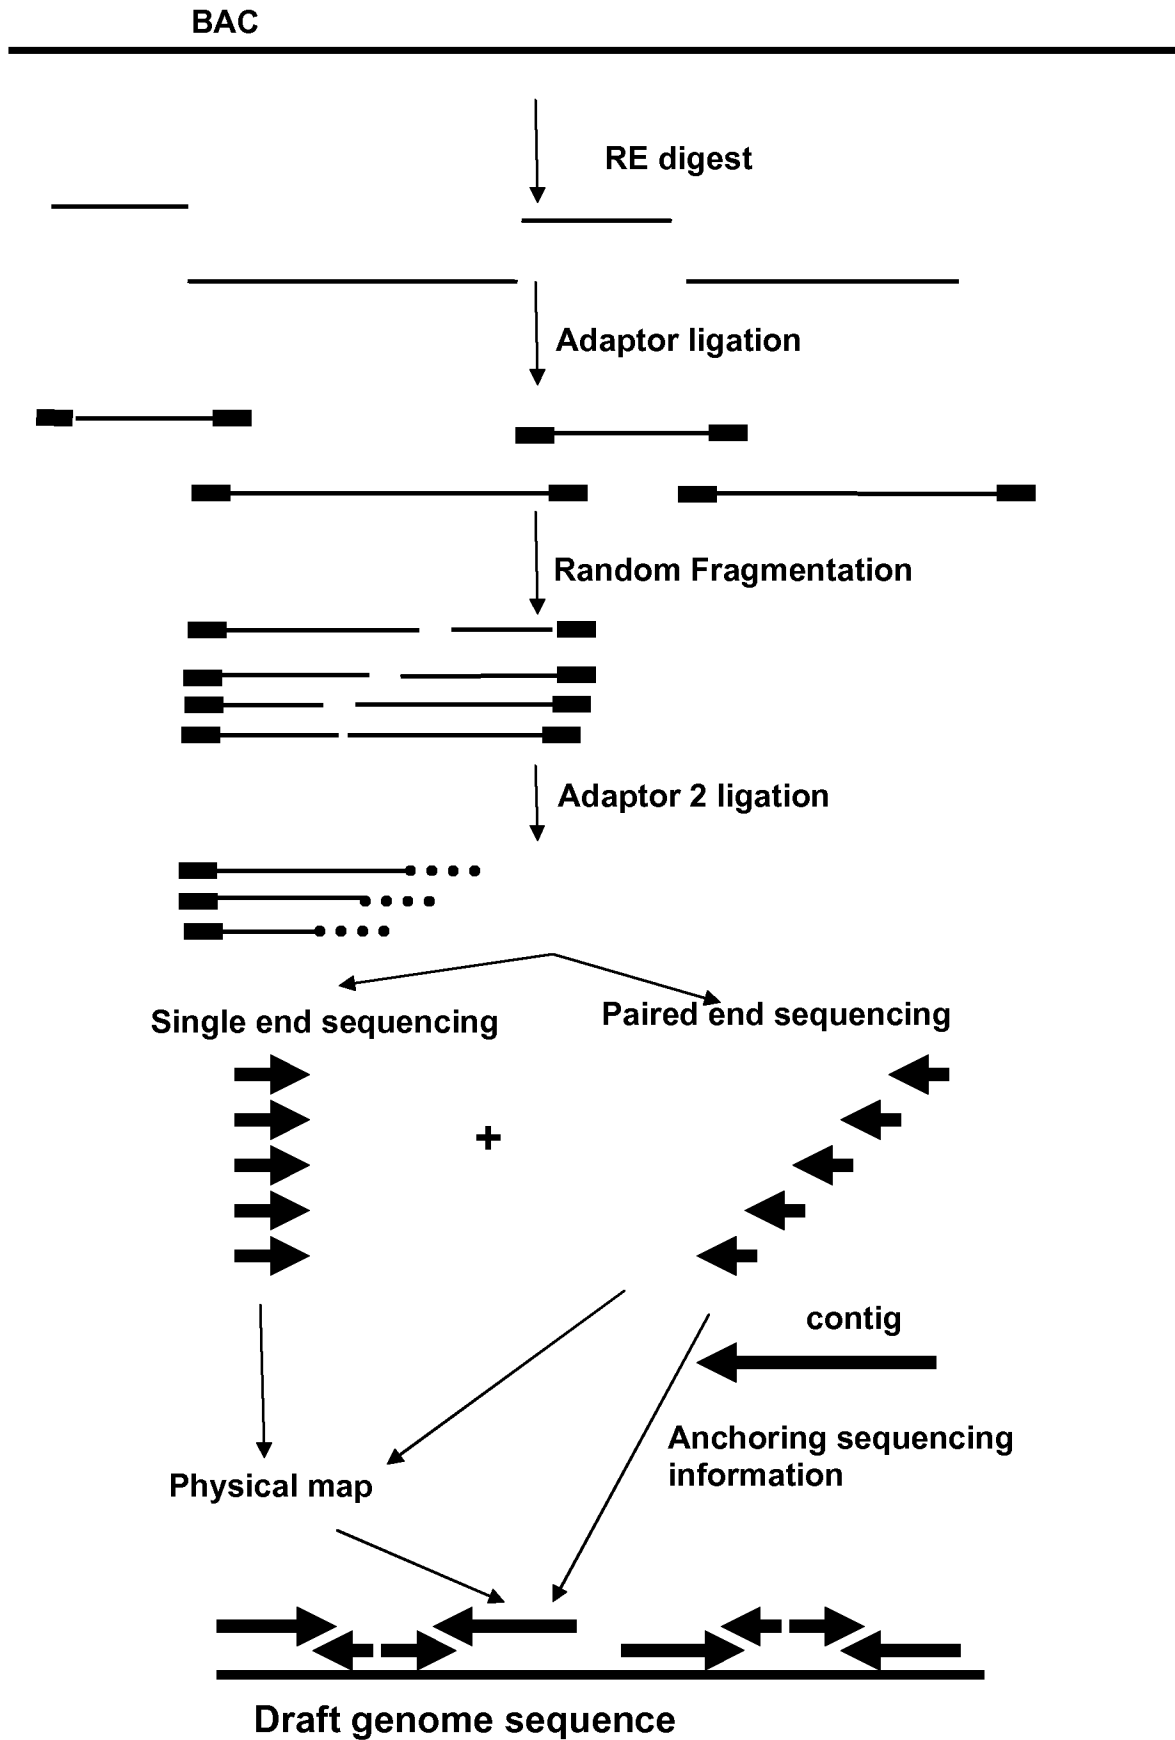 BAC
RE digest
Adaptor ligation
Random Fragmentation
Adaptor 2 ligation
Single end sequencing
Paired end sequencing
+
contig
Anchoring sequencing
information
Physical map
Draft genome sequence